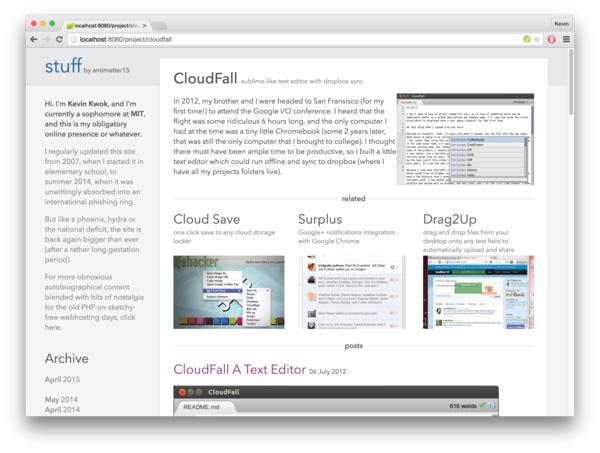 localhost:8080/project/cloudfall
Kevin
localhost:8080/project/cloudfall
stuff by antimatter15
Hi. I'm Kevin Kwok, and I'm
currently a sophomore at MIT,
and this is my obligatory
online presence or whatever.
I regularly updated this site
from 2007, when I started it in
elementary school, to
summer 2014, when it was
unwittingly absorbed into an
international phishing ring.
But like a phoenix, hydra or
the national deficit, the site
is back again bigger than ever
(after a rather long gestation
period).
For more obnoxious
autobiographical content
blended with bits of nostalgia
for the old PHP-on-sketchy-
free-webhosting days, click
here.
Archive
April 2015
May 2014
April 2014
CloudFall sublime-like text editor with dropbox sync
In 2012, my brother and I were headed to San Fransisco (for my
first time!) to attend the Google I/O conference. I heard that the
flight was some ridiculous 6 hours long, and the only computer I
had at the time was a tiny little Chromebook (some 2 years later,
that was still the only computer that I brought to college). I thought
there must have been ample time to be productive, so I built a little
text editor which could run offline and sync to dropbox (where I
have all my projects folders live).
related
Cloud Save
one click save to any cloud storage
locker
Surplus
Google+ notifications integration
with Google Chrome
Drag2Up
drag and drop files from your
desktop onto any text field to
automatically upload and share
posts
CloudFall A Text Editor 06 July 2012
CloudFall
README.md
616 words